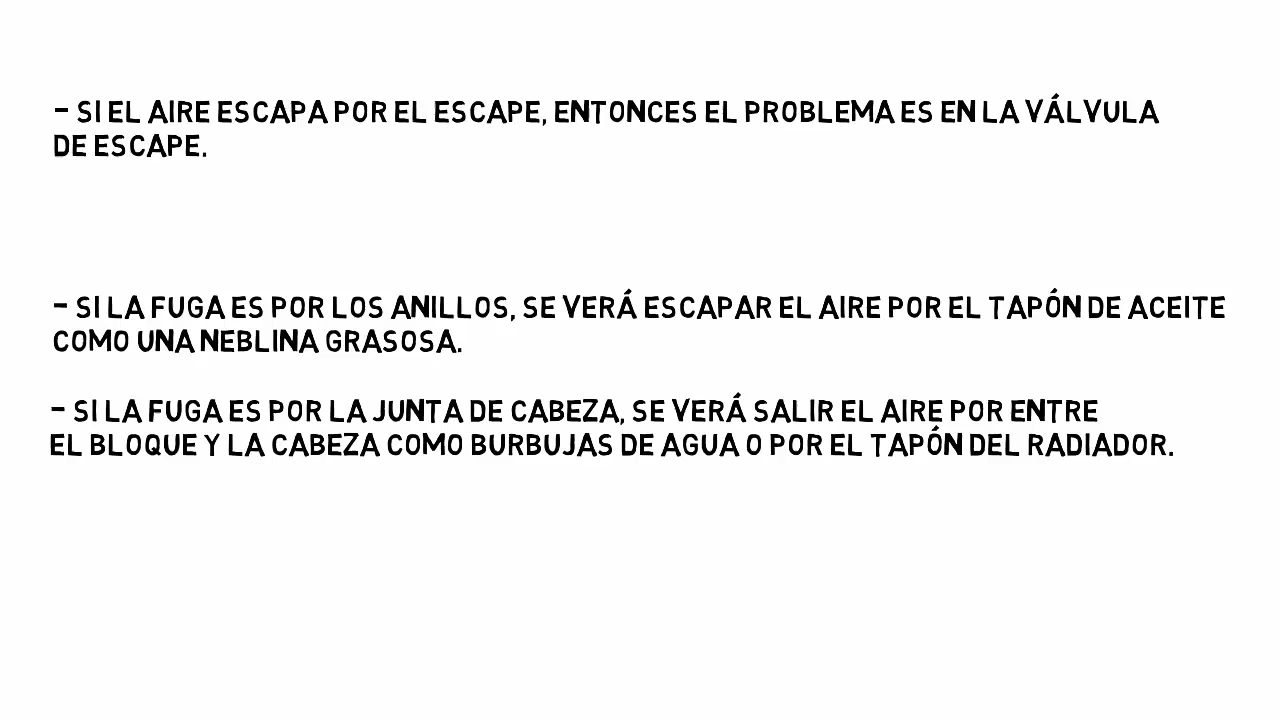 - SI EL AIRE ESCAPA POR EL ESCAPE, ENTONCES EL PROBLEMA ES EN LA VÁLVULA
DE ESCAPE.
- SI LA FUGA ES POR LOS ANILLOS, SE VERÁ ESCAPAR EL AIRE POR EL TAPÓN DE ACEITE
COMO UNA NEBLINA GRASOSA.
- SI LA FUGA ES POR LA JUNTA DE CABEZA, SE VERÁ SALIR EL AIRE POR ENTRE
EL BLOQUE Y LA CABEZA COMO BURBUJAS DE AGUA O POR EL TAPÓN DEL RADIADOR.